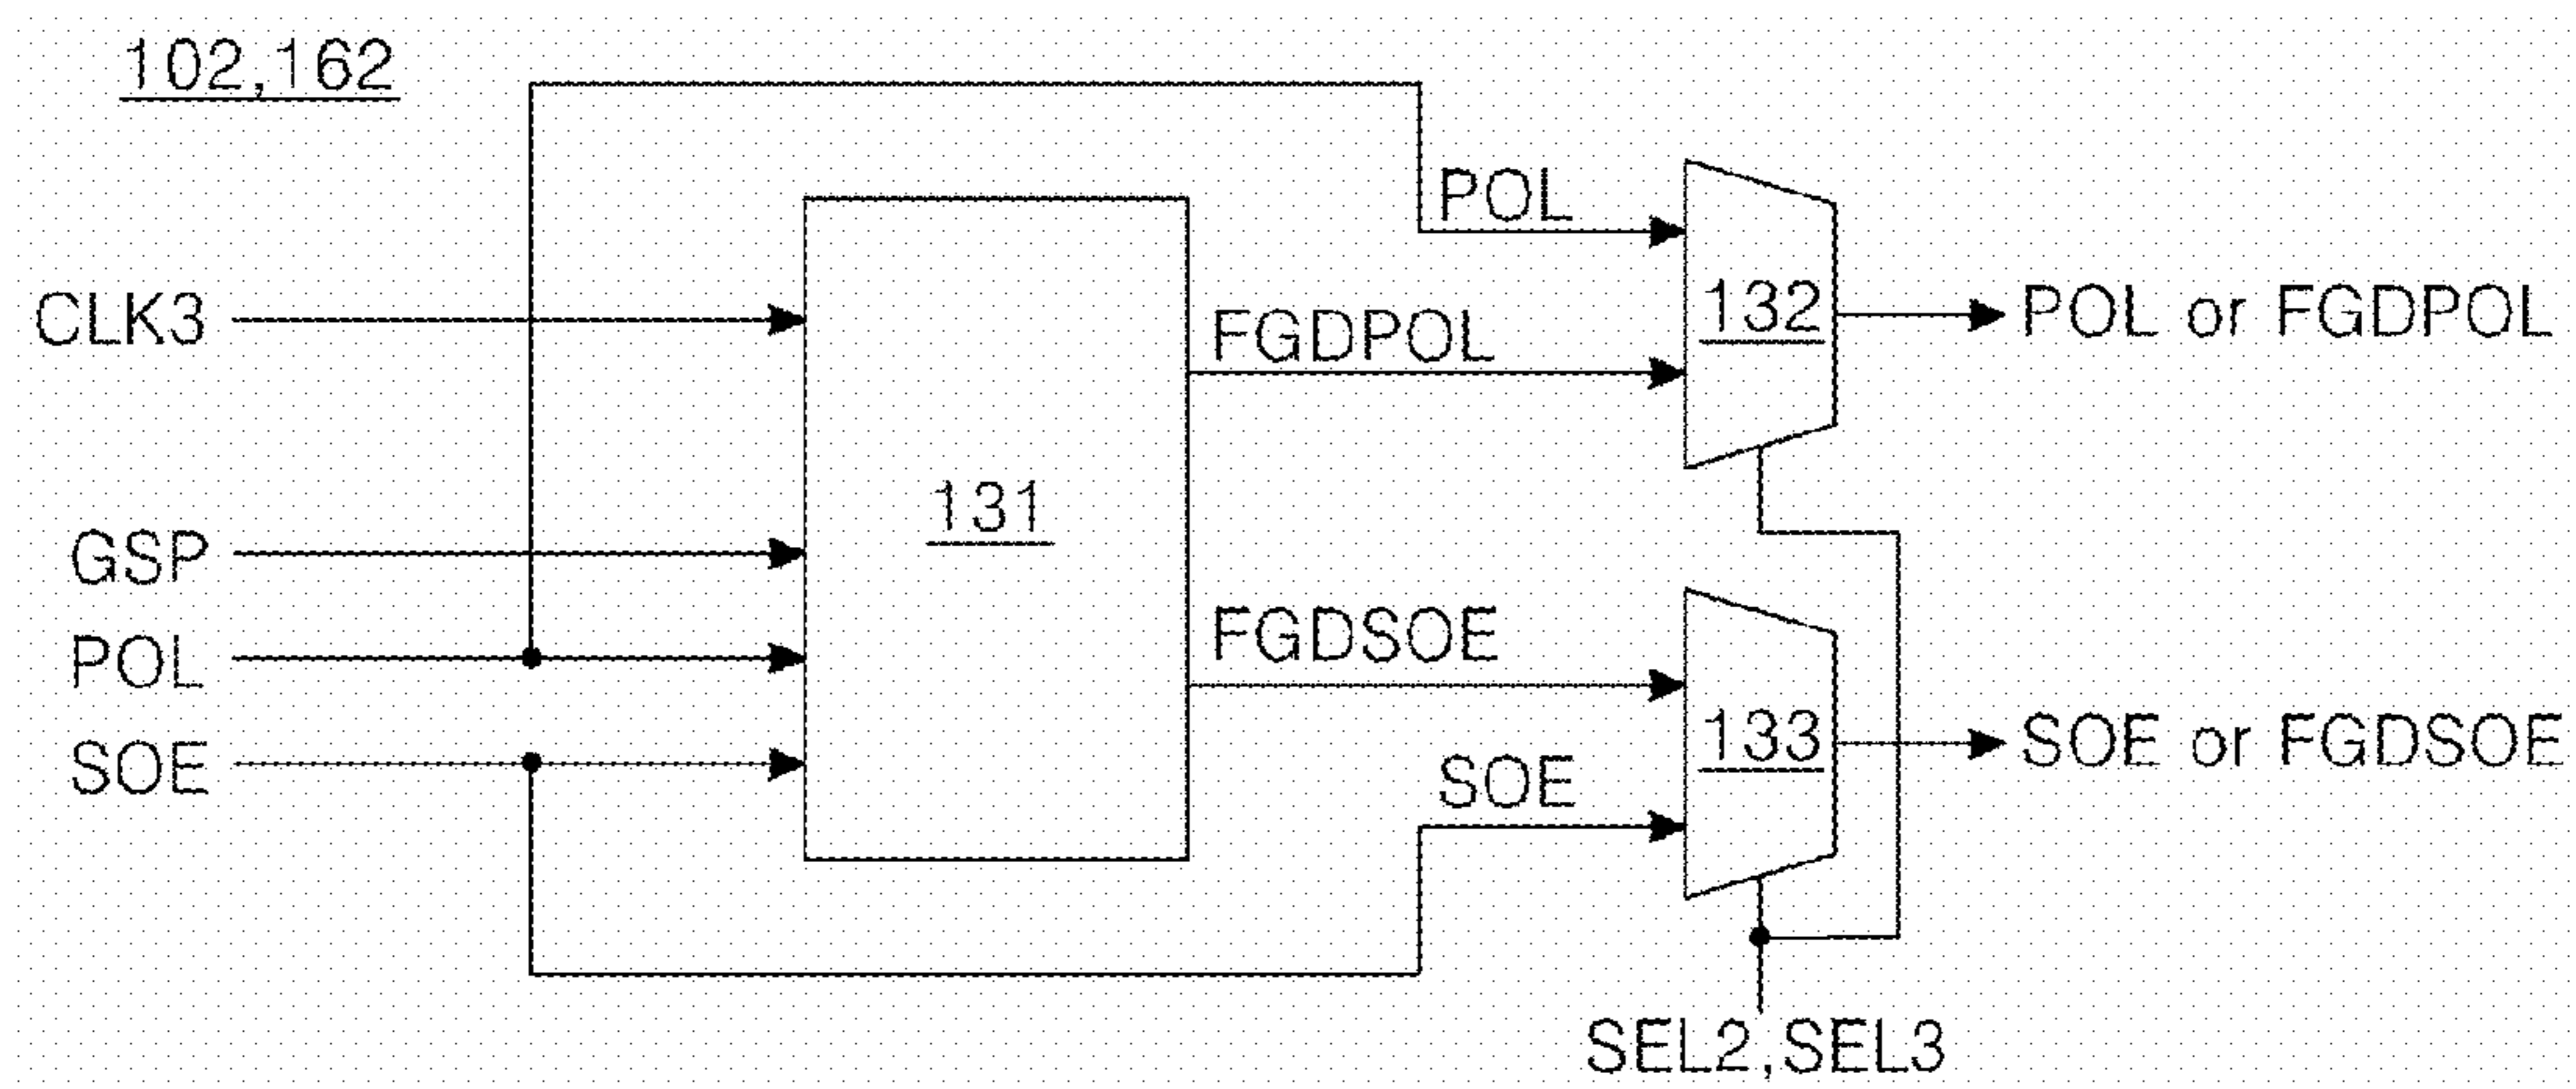 102,162
POL
CLK3
FGDPOL
132
POL or FGDPOL
131
GSP
POL
FGDSOE
SOE
133
SOE or FGDSOE
SOE
SEL2,SEL3